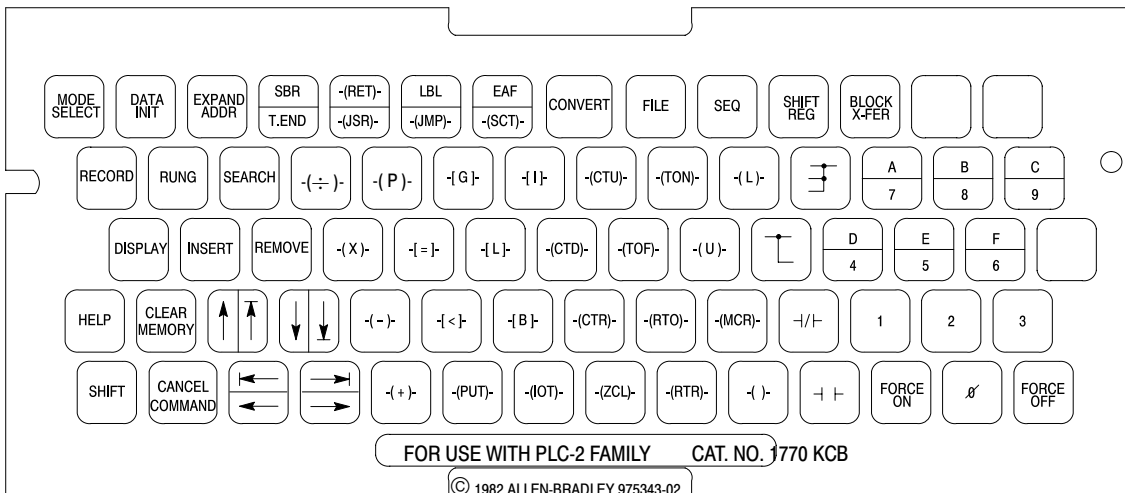 MODE SELECT DATA INIT EXPAND ADDR SBR T.END -(RET)- -(JSR)- LBL -(JMP)- EAF -(SCT)- CONVERT FILE SEQ SHIFT REG BLOCK X-FER
RECORD RUNG SEARCH -(÷)- -(P)- -[G]- -[I]- -(CTU)- -(TON)- -(L)- A 7 B 8 C 9
DISPLAY INSERT REMOVE -(X)- -[=]- -[L]- -(CTD)- -(TOF)- -(U)- D 4 E 5 F 6
HELP CLEAR MEMORY -(-)- -[<]- -[B]- -(CTR)- -(RTO)- -(MCR)- ⊣/⊢ 1 2 3
SHIFT CANCEL COMMAND -(+)- -(PUT)- -(IOT)- -(ZCL)- -(RTR)- -( )- ⊣ ⊢ FORCE ON 0 FORCE OFF
FOR USE WITH PLC-2 FAMILY CAT. NO. 1770 KCB
© 1982 ALLEN-BRADLEY 975343-02